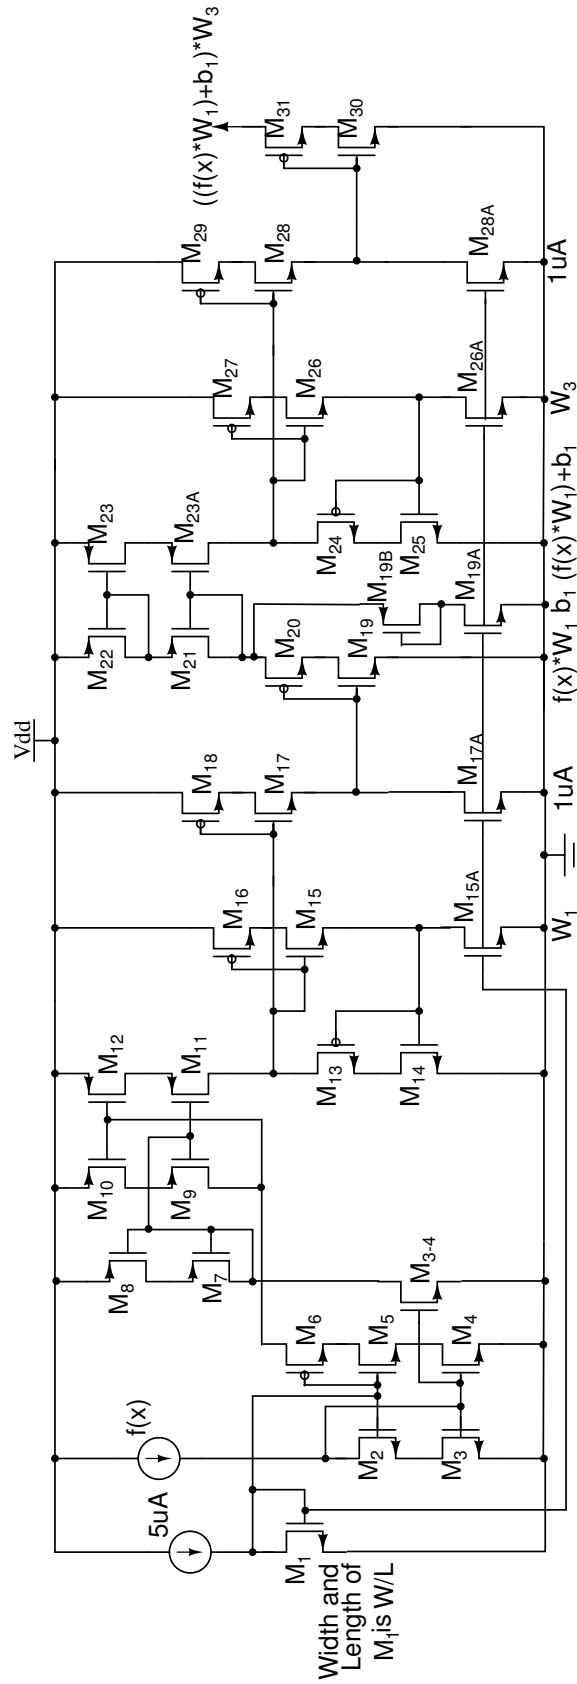 Vdd
((f(x)*W1)+b1)*W3
5uA
f(x)
M1
Width and
Length of
M1 is W/L
M2
M3
M4
M5
M6
M3-4
M7
M8
M9
M10
M11
M12
M13
M14
M15
M16
M15A
W1
M17
M18
M17A
1uA
M19
M20
M21
M22
M23
M23A
M19B
M19A
f(x)*W1
b1
(f(x)*W1)+b1
M24
M25
M26
M27
M26A
W3
M28
M29
M28A
1uA
M30
M31